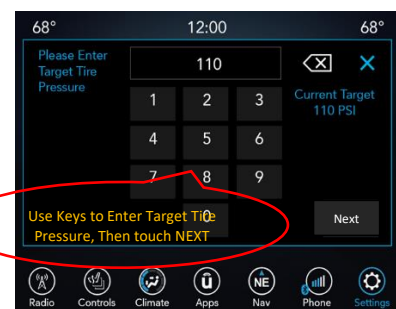 68° 12:00 68°
Please Enter
Target Tire
Pressure
110
Current Target
110 PSI
1 2 3
4 5 6
7 8 9
0
Use Keys to Enter Target Tire
Pressure, Then touch NEXT
Next
û NE
Radio Controls Climate Apps Nav Phone Settings